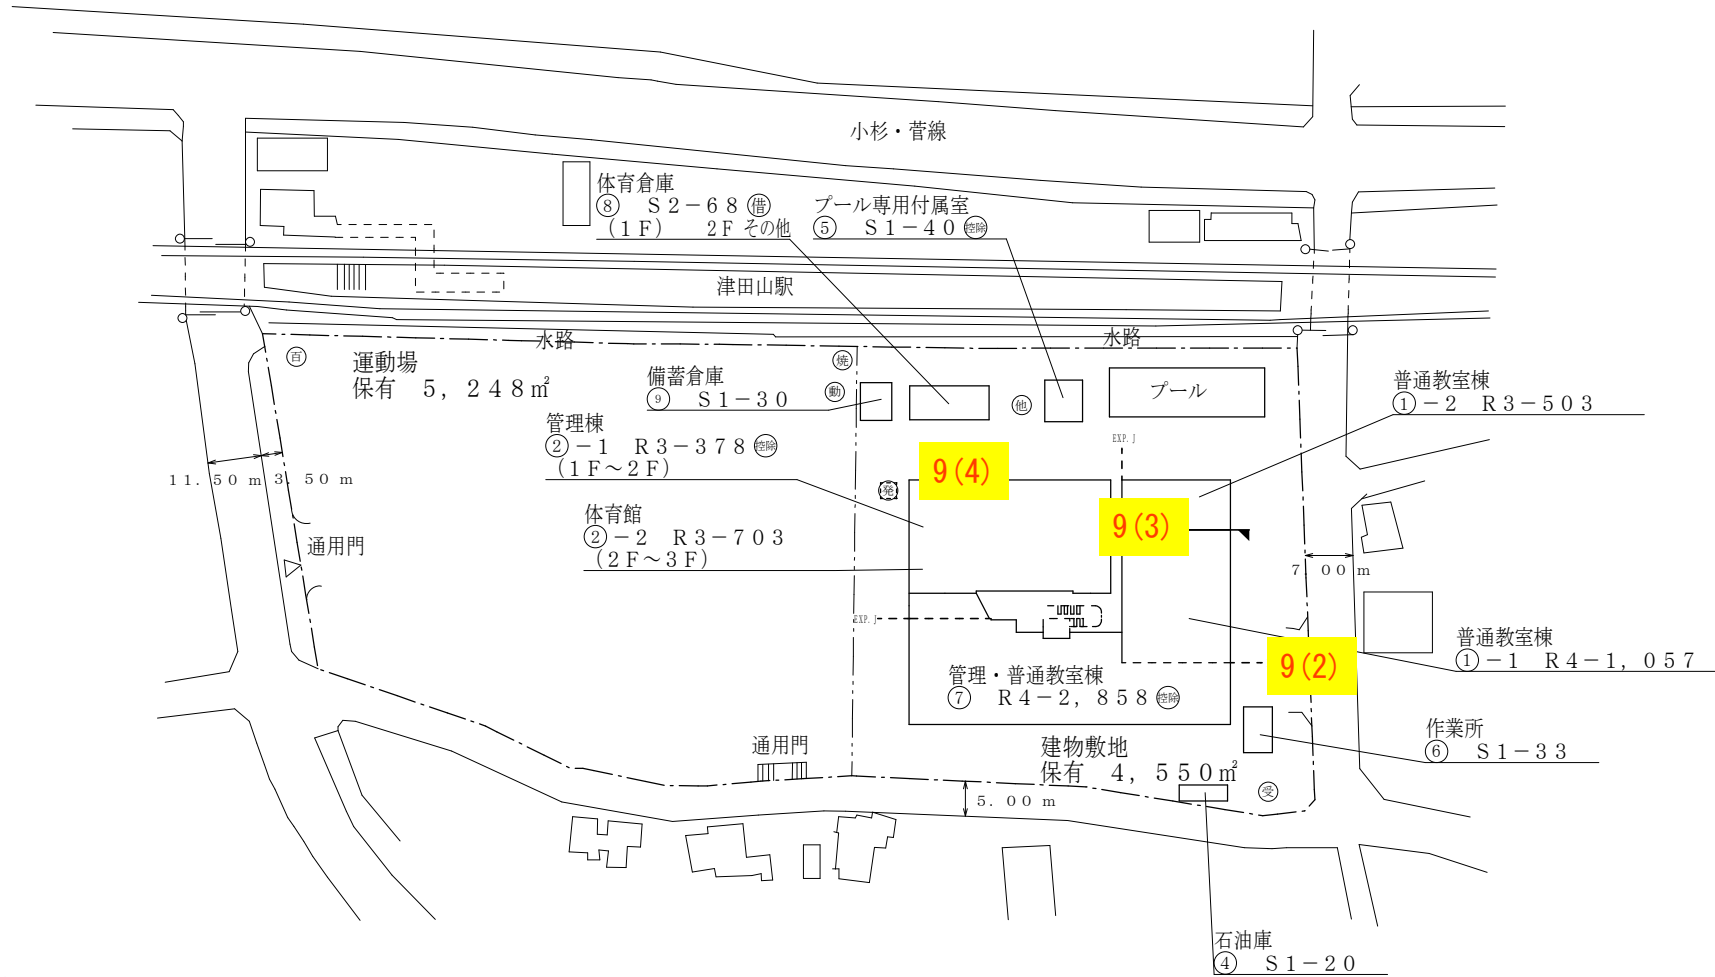 小杉・菅線
体育倉庫
⑧ S2-68 借
(1F) 2F その他
プール専用付属室
⑤ S1-40 控除
津田山駅
水路
水路
百
運動場
保有 5,248㎡
焼
動
備蓄倉庫
⑨ S1-30
他
プール
普通教室棟
①-2 R3-503
管理棟
②-1 R3-378 控除
(1F～2F)
EXP.J
9(4)
11.50m
3.50m
発
9(3)
体育館
②-2 R3-703
(2F～3F)
通用門
7.00m
EXP.J
9(2)
普通教室棟
①-1 R4-1,057
管理・普通教室棟
⑦ R4-2,858 控除
作業所
⑥ S1-33
通用門
建物敷地
保有 4,550㎡
受
5.00m
石油庫
④ S1-20